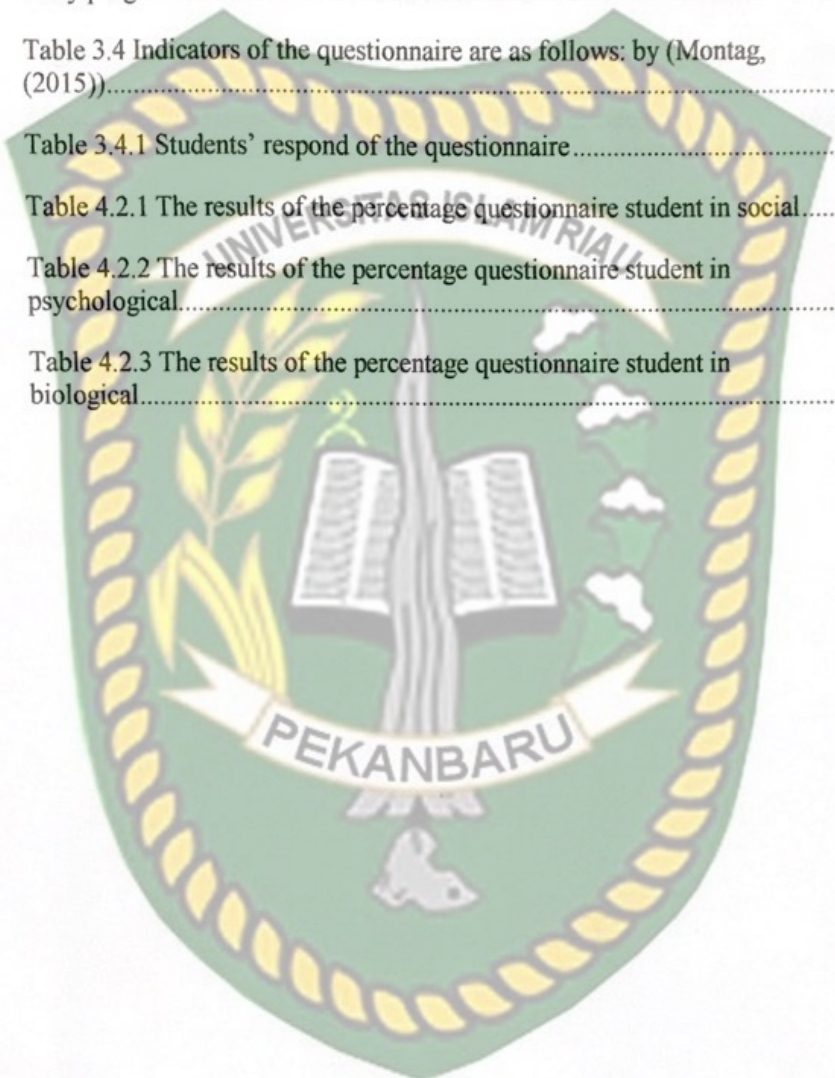 Table 3.4 Indicators of the questionnaire are as follows: by (Montag,
(2015))..........................................................................................
Table 3.4.1 Students’ respond of the questionnaire..................................
Table 4.2.1 The results of the percentage questionnaire student in social.....
UNIVERSITAS ISLAM RIAU
Table 4.2.2 The results of the percentage questionnaire student in
psychological....................................................................................
Table 4.2.3 The results of the percentage questionnaire student in
biological..........................................................................................
PEKANBARU